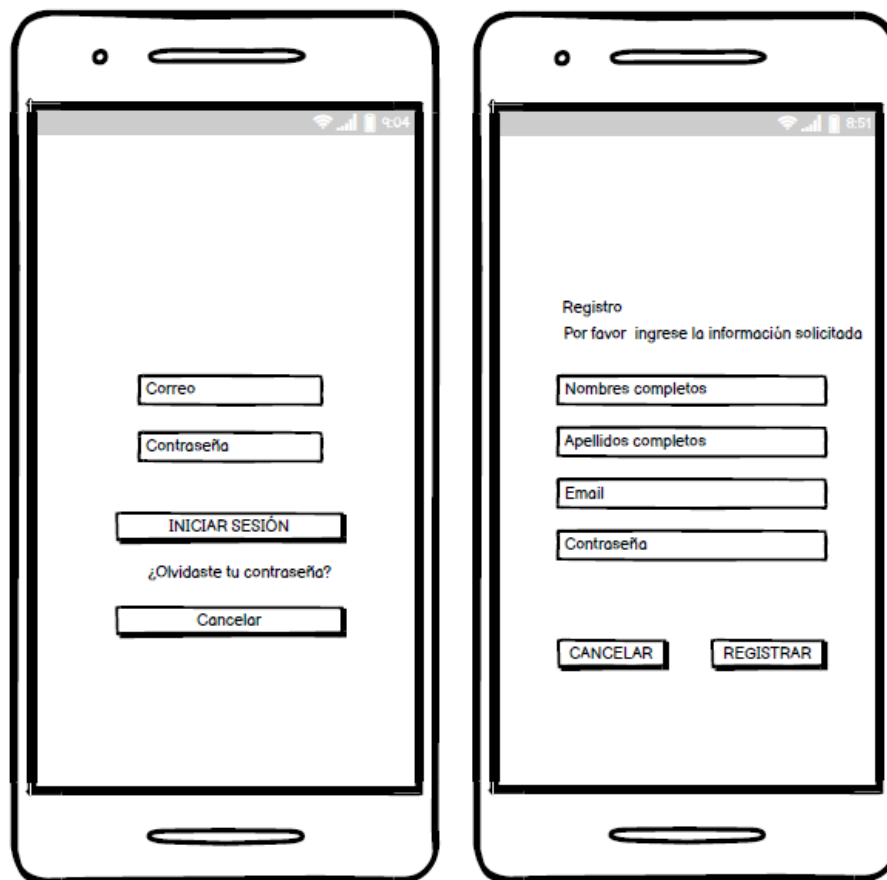 9:04
Correo
Contraseña
INICIAR SESIÓN
¿Olvidaste tu contraseña?
Cancelar
8:51
Registro
Por favor ingrese la información solicitada
Nombres completos
Apellidos completos
Email
Contraseña
CANCELAR
REGISTRAR